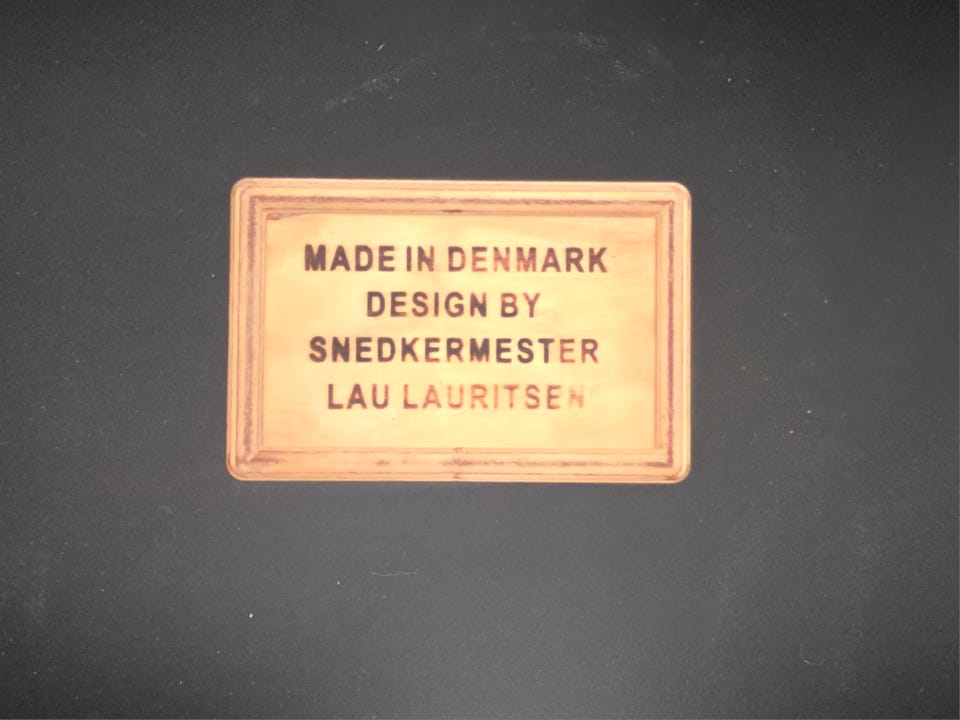 MADE IN DENMARK
DESIGN BY
SNEDKERMESTER
LAU LAURITSEN